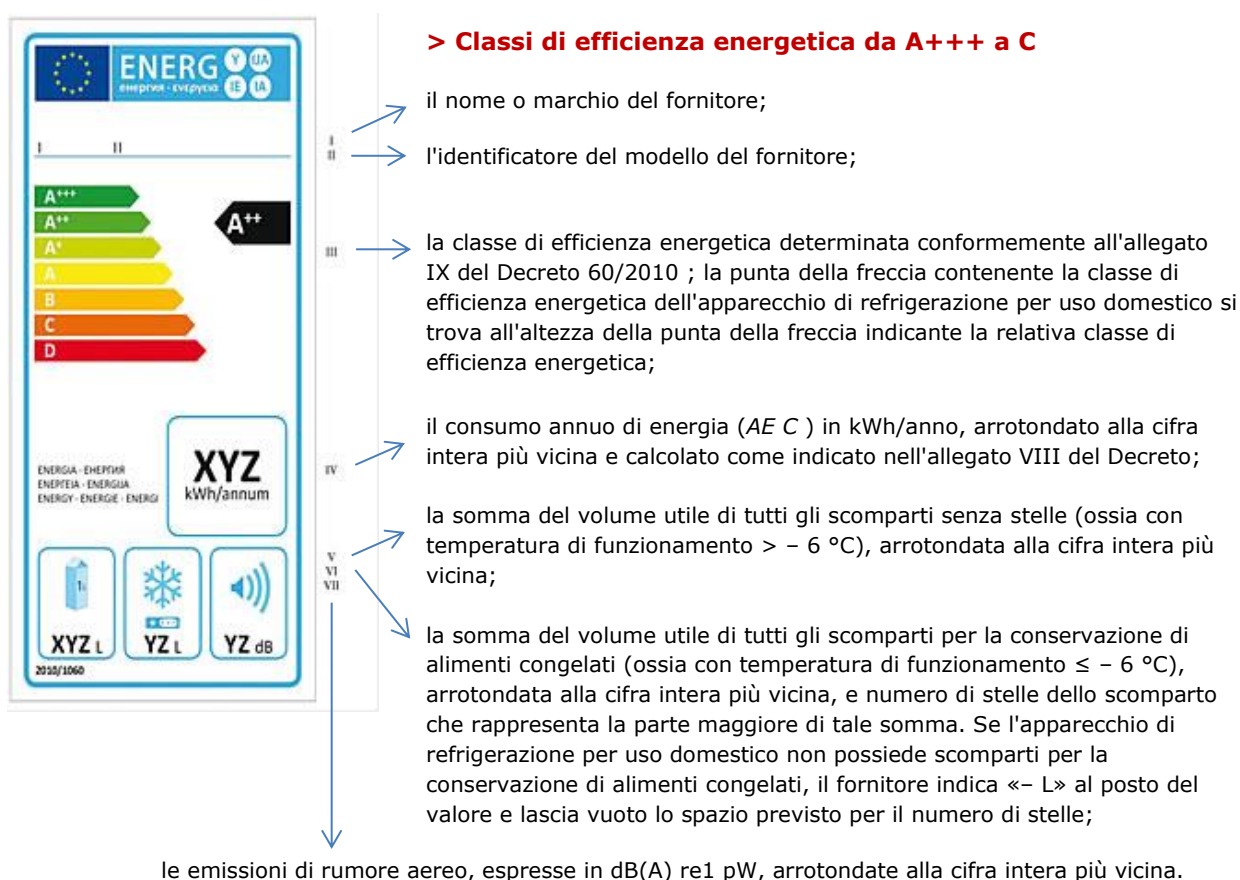 > Classi di efficienza energetica da A+++ a C
ENERG Y UA
енергия · ενεργεια IE IA
il nome o marchio del fornitore;
I II
I
II
l'identificatore del modello del fornitore;
A+++
A++
A++
A+
A
B
C
D
III
la classe di efficienza energetica determinata conformemente all'allegato
IX del Decreto 60/2010 ; la punta della freccia contenente la classe di
efficienza energetica dell'apparecchio di refrigerazione per uso domestico si
trova all'altezza della punta della freccia indicante la relativa classe di
efficienza energetica;
XYZ
kWh/annum
ENERGIA · ЕНЕРГИЯ
ΕΝΕΡΓΕΙΑ · ENERGIJA
ENERGY · ENERGIE · ENERGI
IV
il consumo annuo di energia (AE C ) in kWh/anno, arrotondato alla cifra
intera più vicina e calcolato come indicato nell'allegato VIII del Decreto;
V
VI
VII
la somma del volume utile di tutti gli scomparti senza stelle (ossia con
temperatura di funzionamento > – 6 °C), arrotondata alla cifra intera più
vicina;
XYZ L
YZ L
YZ dB
2010/1060
la somma del volume utile di tutti gli scomparti per la conservazione di
alimenti congelati (ossia con temperatura di funzionamento ≤ – 6 °C),
arrotondata alla cifra intera più vicina, e numero di stelle dello scomparto
che rappresenta la parte maggiore di tale somma. Se l'apparecchio di
refrigerazione per uso domestico non possiede scomparti per la
conservazione di alimenti congelati, il fornitore indica «– L» al posto del
valore e lascia vuoto lo spazio previsto per il numero di stelle;
le emissioni di rumore aereo, espresse in dB(A) re1 pW, arrotondate alla cifra intera più vicina.